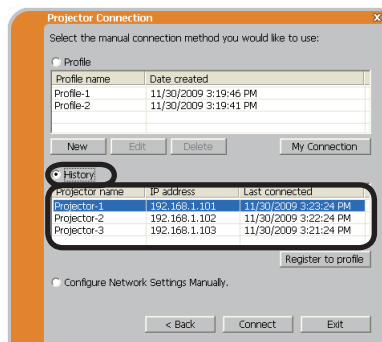 Projector Connection X
Select the manual connection method you would like to use:
Profile
Profile name Date created
Profile-1 11/30/2009 3:19:46 PM
Profile-2 11/30/2009 3:19:41 PM
New Edit Delete My Connection
History
Projector name IP address Last connected
Projector-1 192.168.1.101 11/30/2009 3:23:24 PM
Projector-2 192.168.1.102 11/30/2009 3:22:24 PM
Projector-3 192.168.1.103 11/30/2009 3:21:24 PM
Register to profile
Configure Network Settings Manually.
< Back Connect Exit